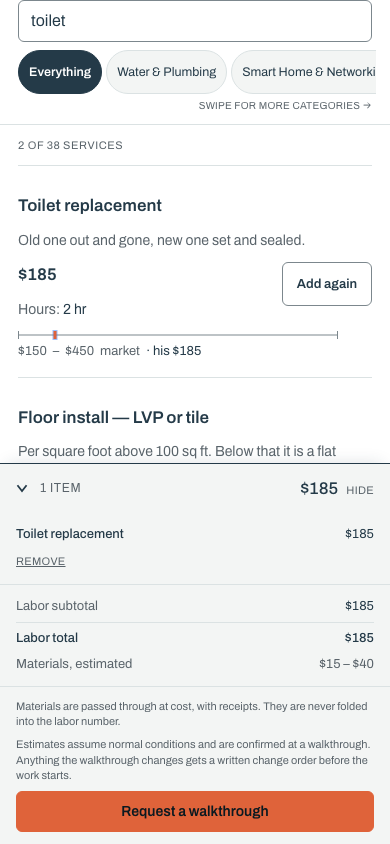 toilet
Everything
Water & Plumbing
Smart Home & Networki
SWIPE FOR MORE CATEGORIES →
2 OF 38 SERVICES
Toilet replacement
Old one out and gone, new one set and sealed.
$185
Add again
Hours: 2 hr
$150 – $450 market · his $185
Floor install — LVP or tile
Per square foot above 100 sq ft. Below that it is a flat
1 ITEM
$185 HIDE
Toilet replacement $185
REMOVE
Labor subtotal $185
Labor total $185
Materials, estimated $15 – $40
Materials are passed through at cost, with receipts. They are never folded
into the labor number.
Estimates assume normal conditions and are confirmed at a walkthrough.
Anything the walkthrough changes gets a written change order before the
work starts.
Request a walkthrough